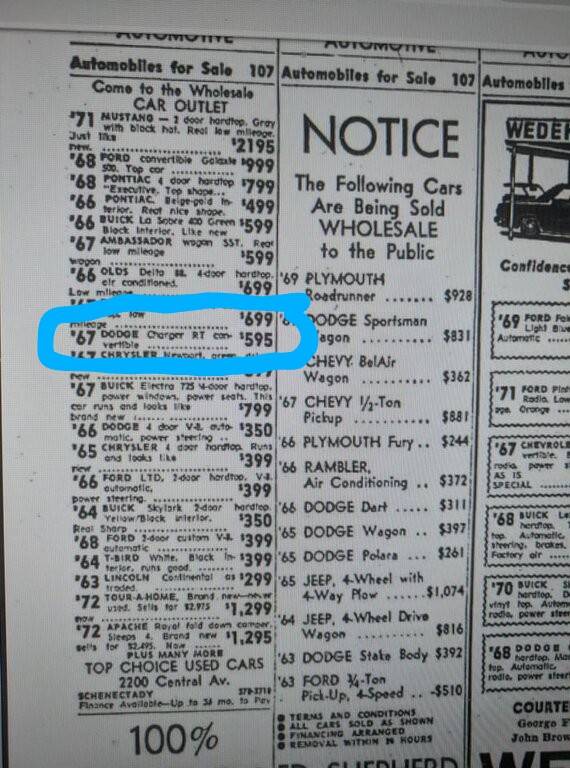 AUTOMOTIVE
Automobiles for Sale 107
Come to the Wholesale
CAR OUTLET
'71 MUSTANG — 2 door hardtop. Gray
with black hat. Real low mileage.
Just like
new. $2195
'68 FORD convertible Galaxie
500. Top car $999
'68 PONTIAC 4 door hardtop
"Executive. Top shape... $799
'66 PONTIAC. Beige-gold in-
terior. Real nice shape. $499
'66 BUICK La Sabre 400 Green
Black Interior. Like new $599
'67 AMBASSADOR wagon SST. Real
low mileage
wagon $599
'66 OLDS Delta 88. 4-door hardtop.
air conditioned.
Low mileage $699
low
mileage $699
'67 DODGE Charger RT con-
vertible $595
CHRYSLER Newport, green
new
'67 BUICK Electra 225 4-door hardtop.
power windows, power seats. This
car runs and looks like
brand new $799
'66 DODGE 4 door V-8 auto-
matic, power steering .. $350
'65 CHRYSLER 4 door hardtop. Runs
and looks like
new $399
'66 FORD LTD, 2-door hardtop, V-8.
automatic,
power steering. $399
'64 BUICK Skylark 2-door hardtop
Yellow/Black interior.
Real Sharp $350
'68 FORD 2-door custom V-8
automatic $399
'64 T-BIRD White. Black In-
terior, runs good. $399
'63 LINCOLN Continental as
traded. $299
'72 TOUR-A-HOME, Brand new—never
used. Sells for $2,975
now $1,299
'72 APACHE Royal fold down camper.
Sleeps 4. Brand new
sells for $2,495. Now $1,295
PLUS MANY MORE
TOP CHOICE USED CARS
2200 Central Av.
SCHENECTADY
Finance Available—Up to 36 mo. to Pay
100%
AUTOMOTIVE
Automobiles for Sale 107
NOTICE
The Following Cars
Are Being Sold
WHOLESALE
to the Public
'69 PLYMOUTH
Roadrunner ....... $928
DODGE Sportsman
Wagon ......... $831
CHEVY BelAir
Wagon .......... $362
'67 CHEVY ½-Ton
Pickup .......... $881
'66 PLYMOUTH Fury .. $244
'66 RAMBLER,
Air Conditioning .. $372
'66 DODGE Dart ..... $311
'65 DODGE Wagon .. $397
'65 DODGE Polara ... $261
'65 JEEP, 4-Wheel with
4-Way Plow ...... $1,074
'64 JEEP, 4-Wheel Drive
Wagon .......... $816
'63 DODGE Stake Body $392
'63 FORD ¾-Ton
Pick-Up, 4-Speed .. -$510
● TERMS AND CONDITIONS
● ALL CARS SOLD AS SHOWN
● FINANCING ARRANGED
● REMOVAL WITHIN 24 HOURS
SHEPHERD
AUTO
Automobiles
WEDE
Confidence
'69 FORD
Light Blue
Automatic
'71 FORD
Radio. Low
Orange
'67 CHEVROLE
vertible.
radio, power
AS IS
SPECIAL
'68 BUICK
hardtop.
top. Automatic,
steering, brakes.
Factory air
'70 BUICK
hardtop.
vinyl top. Autom
radio, power steer
'68 DODGE
hardtop.
top. Automatic,
radio, power steer
COURTE
George F
John Brow
WE